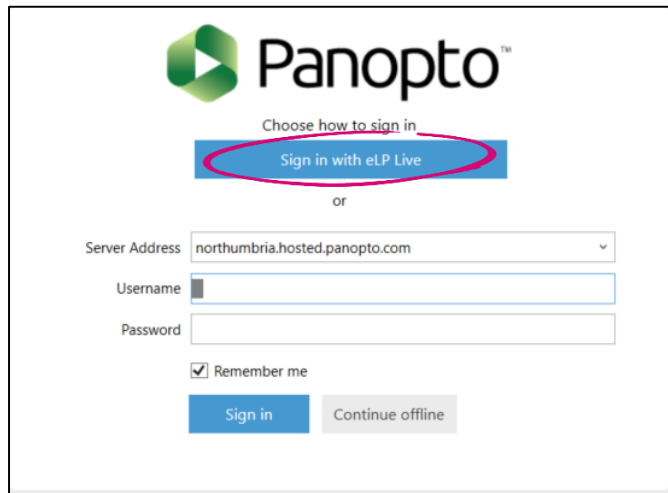 Panopto™
Choose how to sign in
Sign in with eLP Live
or
Server Address northumbria.hosted.panopto.com
Username
Password
Remember me
Sign in Continue offline